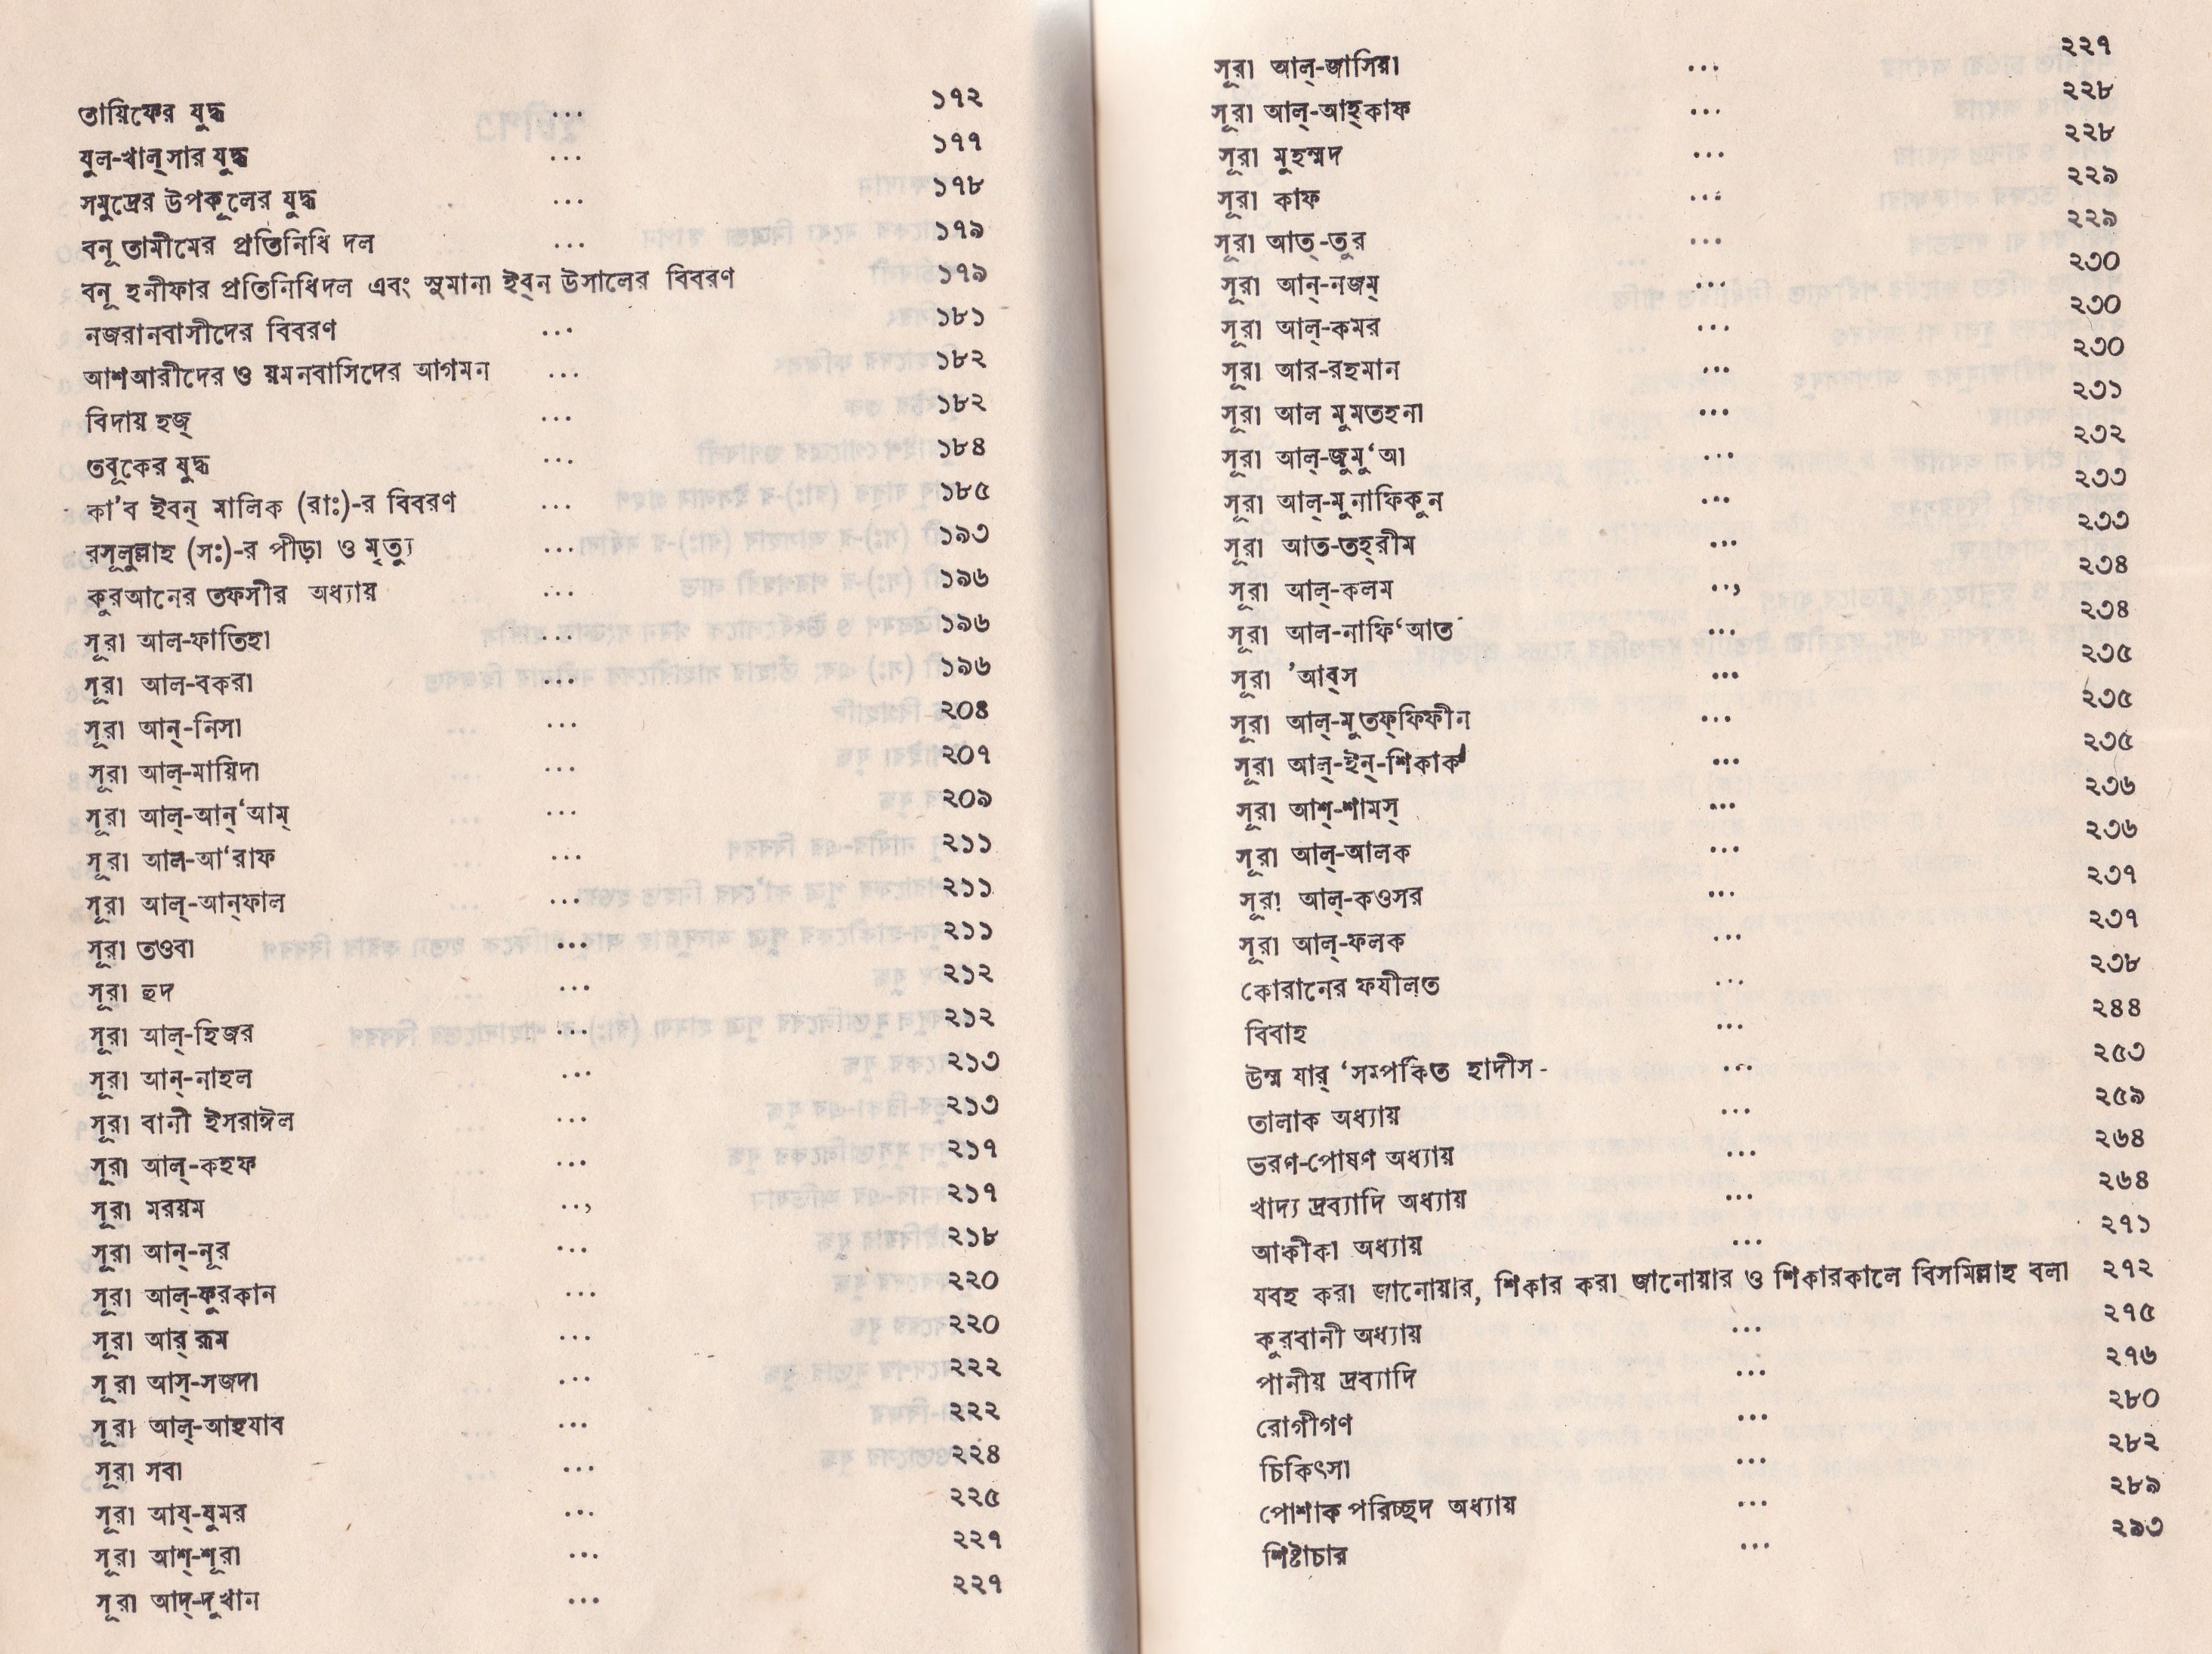 তায়িফের যুদ্ধ ... ১৭২
যুল-খাল্‌সার যুদ্ধ ... ১৭৭
সমুদ্রের উপকূলের যুদ্ধ ... ১৭৮
বনূ তামীমের প্রতিনিধি দল ... ১৭৯
বনূ হনীফার প্রতিনিধিদল এবং সুমানা ইব্‌ন উসালের বিবরণ ১৭৯
নজরানবাসীদের বিবরণ ... ১৮১
আশআরীদের ও য়মনবাসিদের আগমন ... ১৮২
বিদায় হজ্ ... ১৮২
তবূকের যুদ্ধ ... ১৮৪
কা'ব ইবন্ মালিক (রাঃ)-র বিবরণ ... ১৮৫
রসূলুল্লাহ (সঃ)-র পীড়া ও মৃত্যু ... ১৯৩
কুরআনের তফসীর অধ্যায় ... ১৯৬
সূরা আল-ফাতিহা ... ১৯৬
সূরা আল-বকরা ... ১৯৬
সূরা আন্-নিসা ... ২০৪
সূরা আল্-মায়িদা ... ২০৭
সূরা আল্-আন্‘আম্ ... ২০৯
সূরা আল-আ‘রাফ ... ২১১
সূরা আল্-আন্‌ফাল ... ২১১
সূরা তওবা ... ২১১
সূরা হুদ ... ২১২
সূরা আল্-হিজর ... ২১২
সূরা আন্-নাহল ... ২১৩
সূরা বানী ইসরাঈল ... ২১৩
সূরা আল্-কহফ ... ২১৭
সূরা মরয়ম .., ২১৭
সূরা আন্-নূর ... ২১৮
সূরা আল্-ফুরকান ... ২২০
সূরা আর্ রূম ... ২২০
সূরা আস্-সজদা ... ২২২
সূরা আল্-আহযাব ... ২২২
সূরা সবা ... ২২৪
সূরা আয্-যুমর ... ২২৫
সূরা আশ্-শূরা ... ২২৭
সূরা আদ্-দুখান ... ২২৭
সূরা আল্-জাসিয়া ... ২২৭
সূরা আল্-আহ্‌কাফ ... ২২৮
সূরা মুহম্মদ ... ২২৮
সূরা কাফ ... ২২৯
সূরা আত্-তুর ... ২২৯
সূরা আন্-নজম্ ... ২৩০
সূরা আল্-কমর ... ২৩০
সূরা আর-রহমান ... ২৩০
সূরা আল মুমতহনা ... ২৩১
সূরা আল্-জুমু‘আ ... ২৩২
সূরা আল্-মুনাফিকুন ... ২৩৩
সূরা আত-তহ্‌রীম ... ২৩৩
সূরা আল্-কলম .., ২৩৪
সূরা আল-নাফি‘আত ... ২৩৪
সূরা ’আব্‌স ... ২৩৫
সূরা আল্-মুতফ্‌ফিফীন ... ২৩৫
সূরা আল্-ইন্-শিকাক ... ২৩৫
সূরা আশ্-শামস্ ... ২৩৬
সূরা আল্-আলক ... ২৩৬
সূরা আল্-কওসর ... ২৩৭
সূরা আল্-ফলক ... ২৩৭
কোরানের ফযীলত ... ২৩৮
বিবাহ ... ২৪৪
উম্ম যার্ ‘সম্পর্কিত হাদীস - ... ২৫৩
তালাক অধ্যায় ... ২৫৯
ভরণ-পোষণ অধ্যায় ... ২৬৪
খাদ্য দ্রব্যাদি অধ্যায় ... ২৬৪
আকীকা অধ্যায় ... ২৭১
যবহ করা জানোয়ার, শিকার করা জানোয়ার ও শিকারকালে বিসমিল্লাহ বলা ২৭২
কুরবানী অধ্যায় ... ২৭৫
পানীয় দ্রব্যাদি ... ২৭৬
রোগীগণ ... ২৮০
চিকিৎসা ... ২৮২
পোশাক পরিচ্ছদ অধ্যায় ... ২৮৯
শিষ্টাচার ... ২৯৩